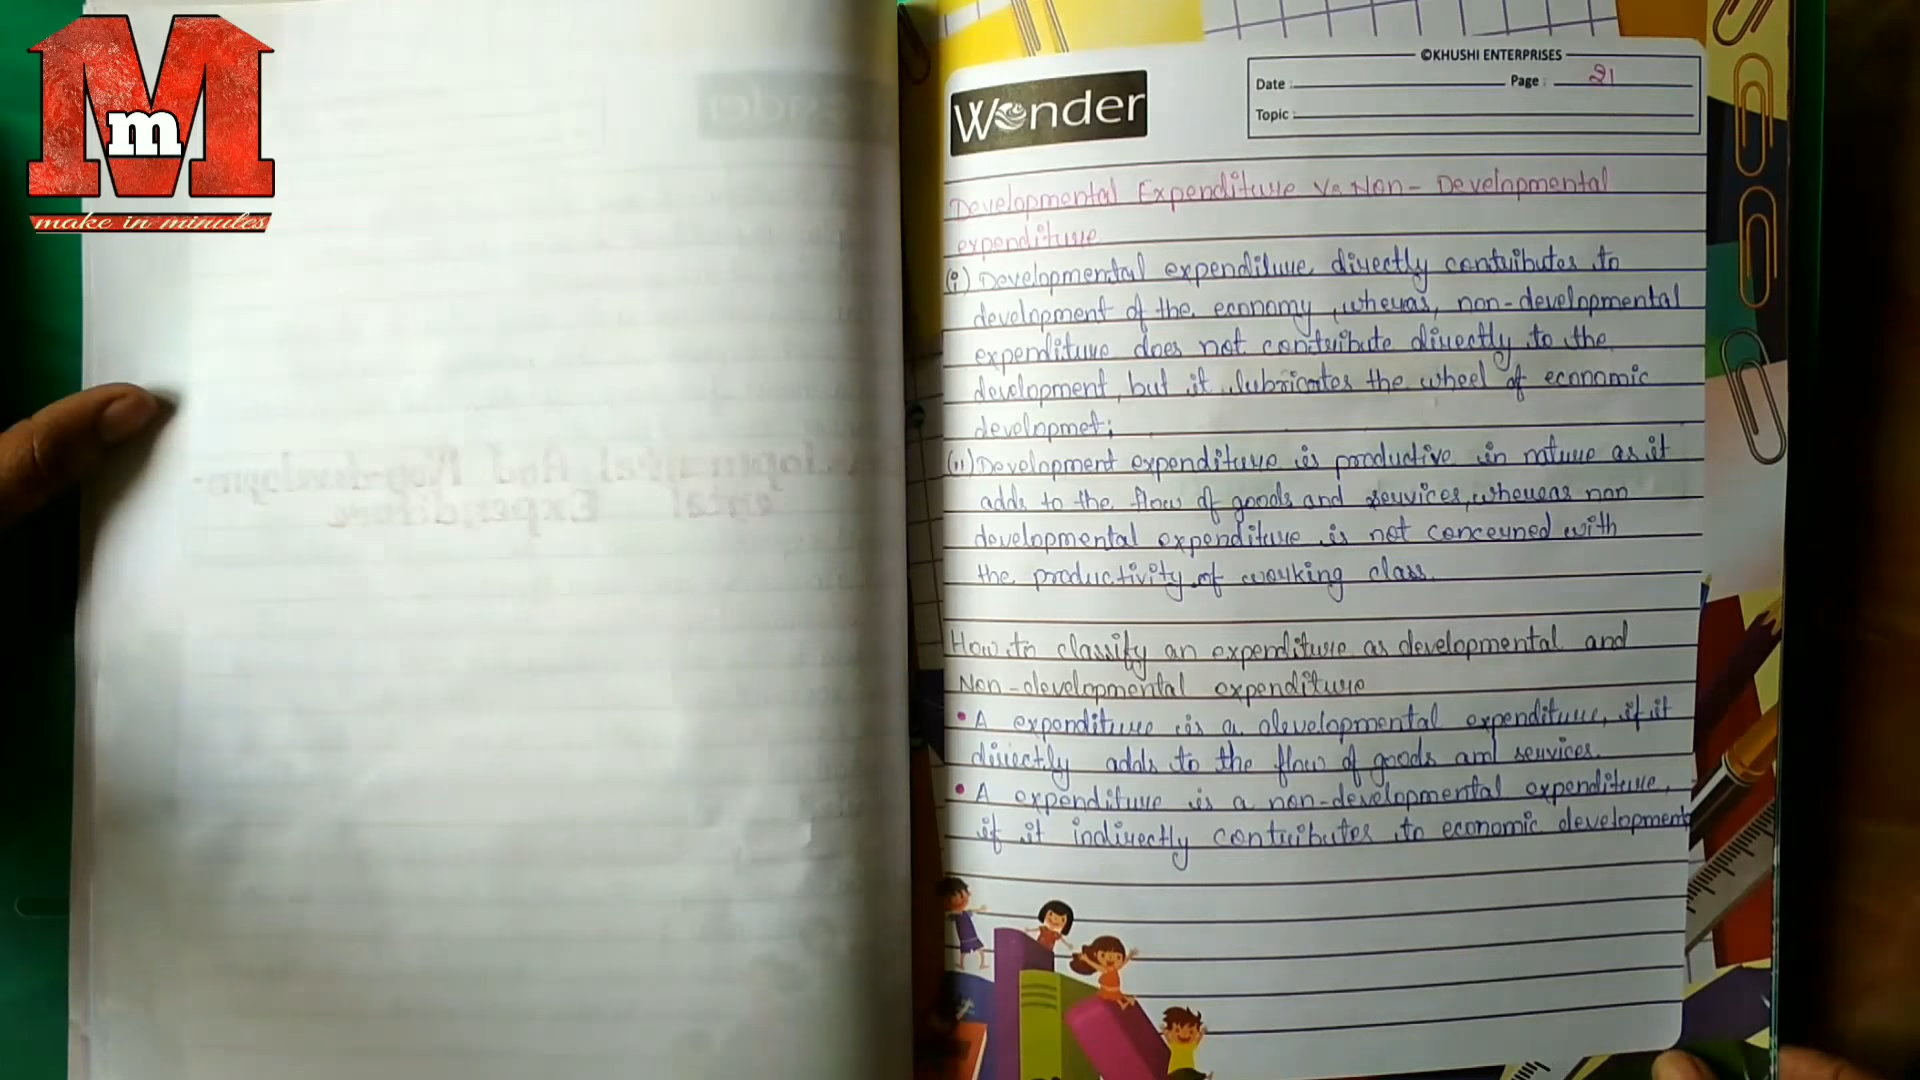 M
m
make in minutes
©KHUSHI ENTERPRISES
Wonder
Date : Page : 21
Topic :
Developmental Expenditure Vs Non- Developmental
expenditure
(i) Developmental expenditure directly contributes to
development of the economy, wheras, non-developmental
expenditure does not contribute directly to the
development, but it lubricates the wheel of economic
developmet;
(ii) Development expenditure is productive in nature as it
adds to the flow of goods and services, whereas non
developmental expenditure is not concerned with
the productivity of working class.
How to classify an expenditure as developmental and
Non-developmental expenditure
• A expenditure is a developmental expenditure, if it
directly adds to the flow of goods and services.
• A expenditure is a non-developmental expenditure,
if it indirectly contributes to economic development